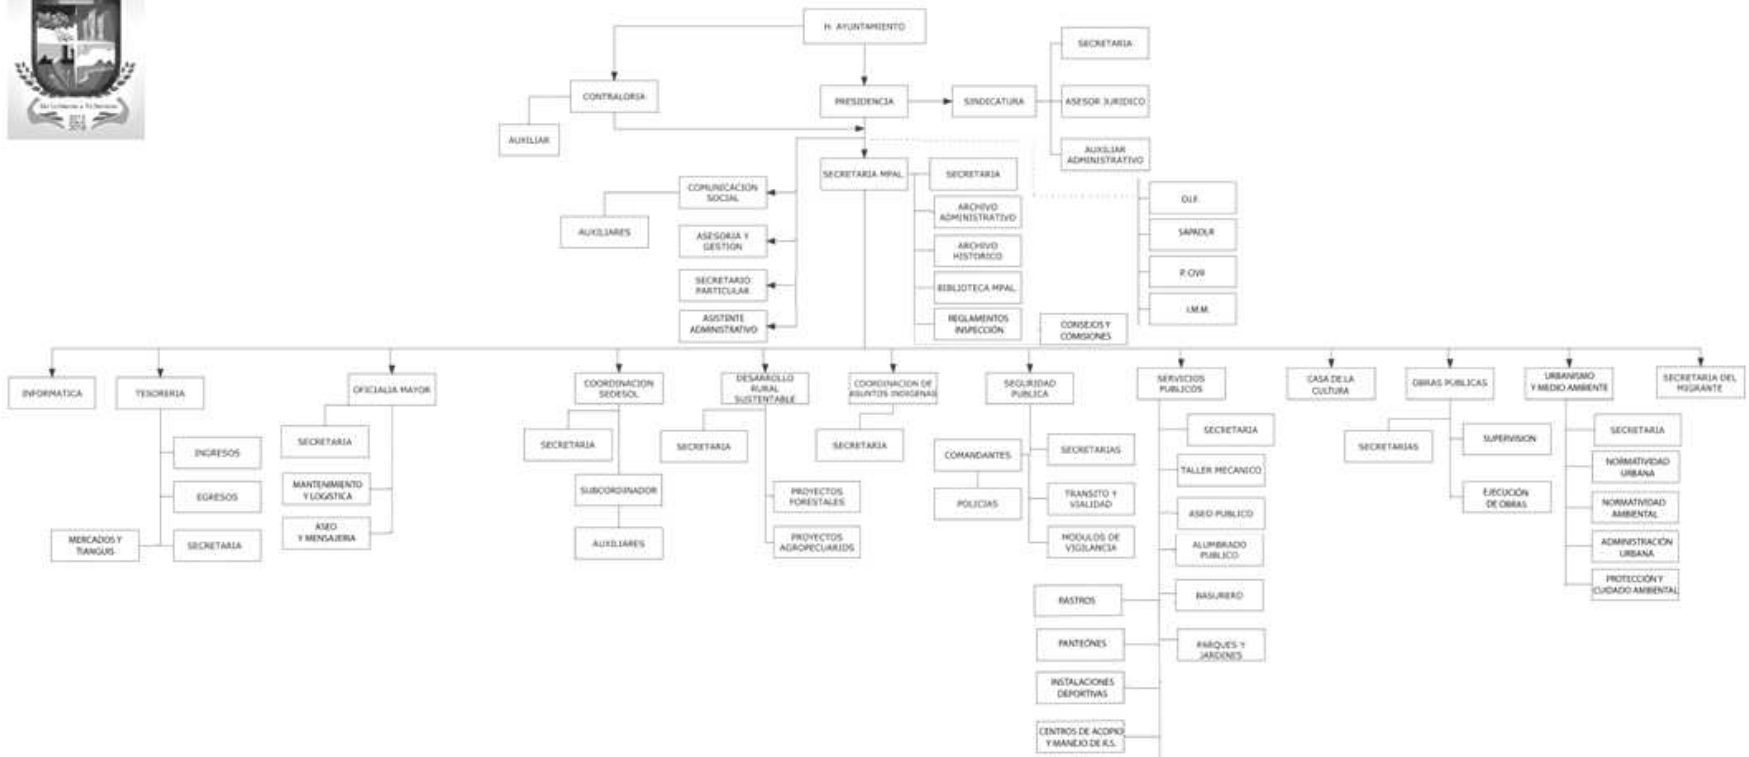 H. AYUNTAMIENTO
SECRETARIA
CONTRALORIA
PRESIDENCIA
SINDICATURA
ASESOR JURIDICO
AUXILIAR
AUXILIAR
ADMINISTRATIVO
SECRETARIA MPAL.
SECRETARIA
COMUNICACION
SOCIAL
D.I.F.
ARCHIVO
ADMINISTRATIVO
AUXILIARES
ASESORIA Y
GESTION
ARCHIVO
HISTORICO
P. CIVIL
SECRETARIO
PARTICULAR
BIBLIOTECA MPAL.
I.M.M.
ASISTENTE
ADMINISTRATIVO
REGLAMENTOS
INSPECCIÓN
CONSEJOS Y
COMISIONES
INFORMATICA
TESORERIA
OFICIALIA MAYOR
COORDINACION
SEDESOL
DESARROLLO
RURAL
SUSTENTABLE
COORDINACION DE
ASUNTOS INDIGENAS
SEGURIDAD
PUBLICA
SERVICIOS
PUBLICOS
CASA DE LA
CULTURA
OBRAS PUBLICAS
URBANISMO
Y MEDIO AMBIENTE
SECRETARIA DEL
MIGRANTE
INGRESOS
EGRESOS
MERCADOS Y
TIANGUIS
SECRETARIA
SECRETARIA
MANTENIMIENTO
Y LOGISTICA
ASEO
Y MENSAJERIA
SECRETARIA
SUBCORDINADOR
AUXILIARES
SECRETARIA
PROYECTOS
FORESTALES
PROYECTOS
AGROPECUARIOS
SECRETARIA
COMANDANTES
POLICIAS
SECRETARIAS
TRANSITO Y
VIALIDAD
MODULOS DE
VIGILANCIA
SECRETARIA
TALLER MECANICO
ASEO PUBLICO
ALUMBRADO
PUBLICO
BASURERO
PARQUES Y
JARDINES
RASTROS
PANTEÓNES
INSTALACIONES
DEPORTIVAS
CENTROS DE ACOPIO
Y MANEJO DE R.S.
SECRETARIAS
SUPERVISION
EJECUCIÓN
DE OBRAS
SECRETARIA
NORMATIVIDAD
URBANA
NORMATIVIDAD
AMBIENTAL
ADMINISTRACIÓN
URBANA
PROTECCIÓN Y
CUIDADO AMBIENTAL